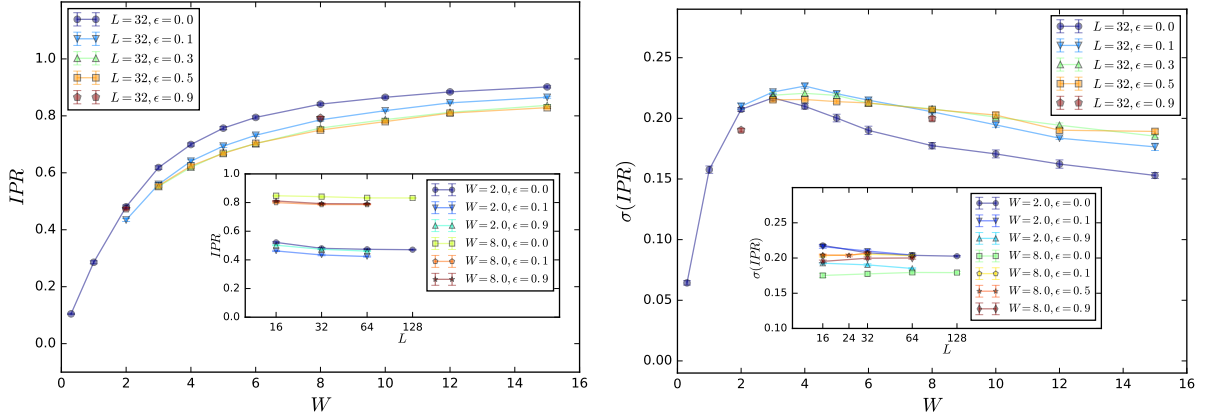 L = 32, ϵ = 0.0
L = 32, ϵ = 0.1
L = 32, ϵ = 0.3
L = 32, ϵ = 0.5
L = 32, ϵ = 0.9
1.0
0.8
0.6
0.4
0.2
0.0
IPR
0 2 4 6 8 10 12 14 16
W
1.0
0.8
0.6
0.4
0.2
0.0
IPR
16 32 64 128
L
W = 2.0, ϵ = 0.0
W = 2.0, ϵ = 0.1
W = 2.0, ϵ = 0.9
W = 8.0, ϵ = 0.0
W = 8.0, ϵ = 0.1
W = 8.0, ϵ = 0.9
L = 32, ϵ = 0.0
L = 32, ϵ = 0.1
L = 32, ϵ = 0.3
L = 32, ϵ = 0.5
L = 32, ϵ = 0.9
0.25
0.20
0.15
0.10
0.05
0.00
σ(IPR)
0 2 4 6 8 10 12 14 16
W
0.30
0.25
0.20
0.15
0.10
σ(IPR)
16 24 32 64 128
L
W = 2.0, ϵ = 0.0
W = 2.0, ϵ = 0.1
W = 2.0, ϵ = 0.9
W = 8.0, ϵ = 0.0
W = 8.0, ϵ = 0.1
W = 8.0, ϵ = 0.5
W = 8.0, ϵ = 0.9